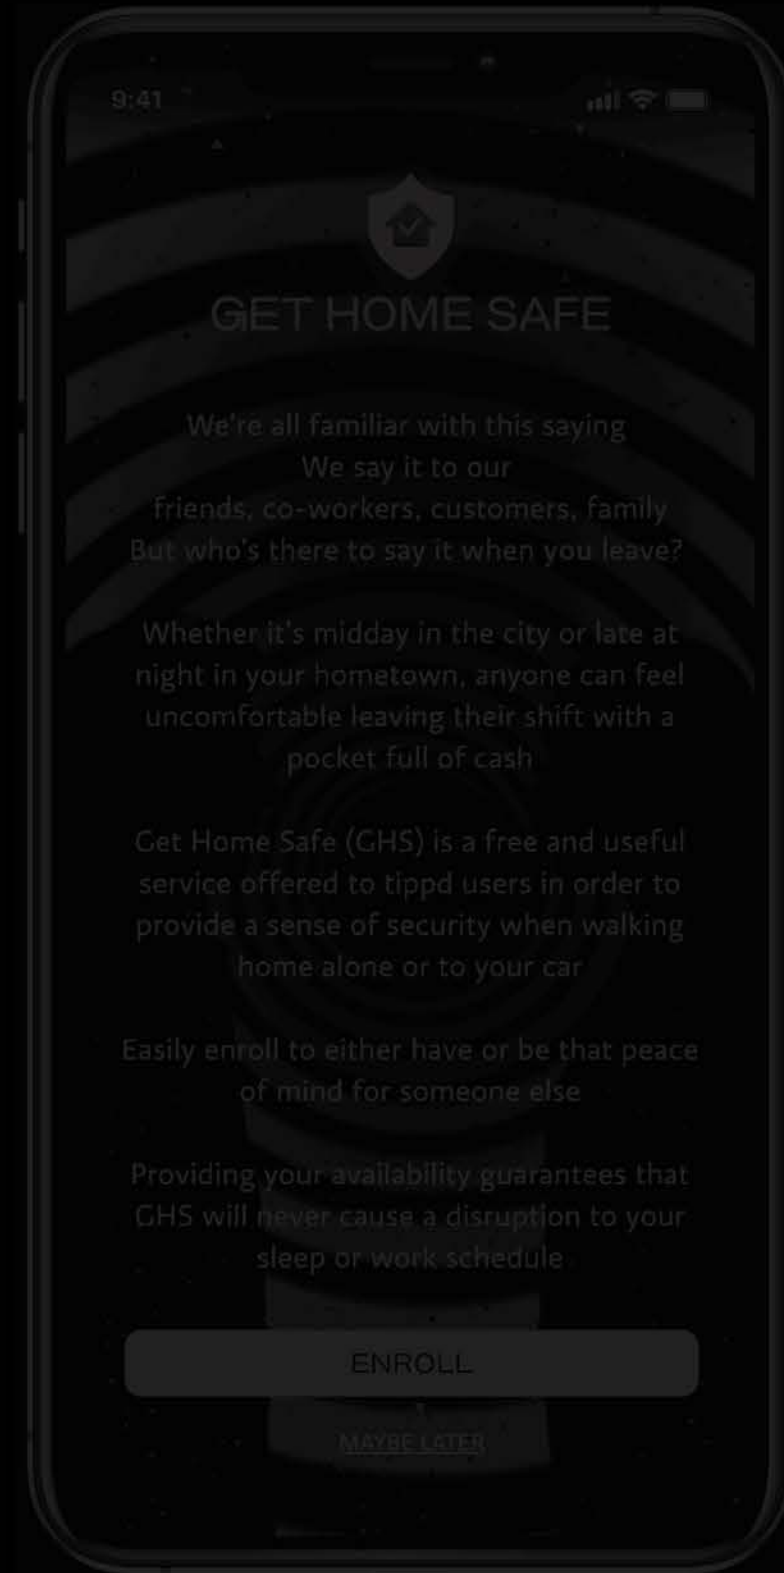 9:41
GET HOME SAFE
We're all familiar with this saying
We say it to our
friends, co-workers, customers, family
But who's there to say it when you leave?
Whether it's midday in the city or late at
night in your hometown, anyone can feel
uncomfortable leaving their shift with a
pocket full of cash
Get Home Safe (GHS) is a free and useful
service offered to tippd users in order to
provide a sense of security when walking
home alone or to your car
Easily enroll to either have or be that peace
of mind for someone else
Providing your availability guarantees that
GHS will never cause a disruption to your
sleep or work schedule
ENROLL
MAYBE LATER